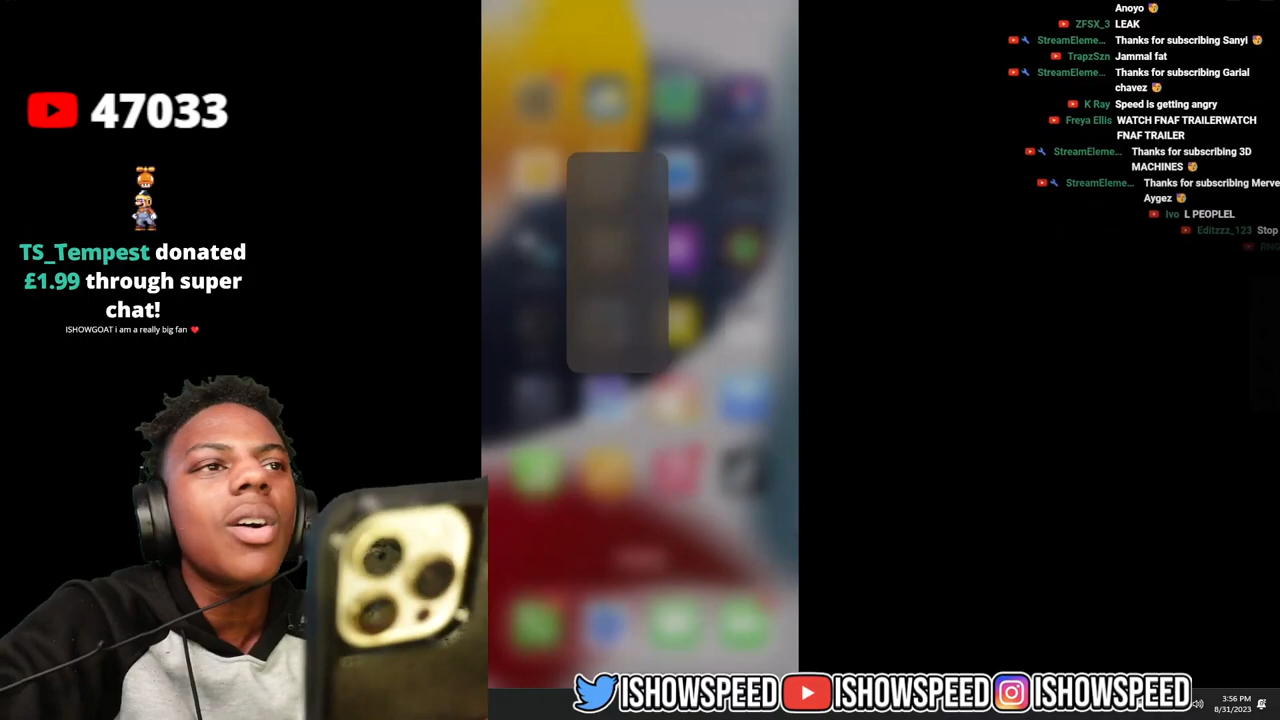 47033
TS_Tempest donated
£1.99 through super
chat!
ISHOWGOAT i am a really big fan
Anoyo
ZFSX_3 LEAK
StreamEleme... Thanks for subscribing Sanyi
TrapzSzn Jammal fat
StreamEleme... Thanks for subscribing Garial
chavez
K Ray Speed is getting angry
Freya Ellis WATCH FNAF TRAILERWATCH
FNAF TRAILER
StreamEleme... Thanks for subscribing 3D
MACHINES
StreamEleme... Thanks for subscribing Merve
Aygez
Ivo L PEOPLEL
Editzzz_123 Stop
ISHOWSPEED ISHOWSPEED ISHOWSPEED
3:56 PM
8/31/2023